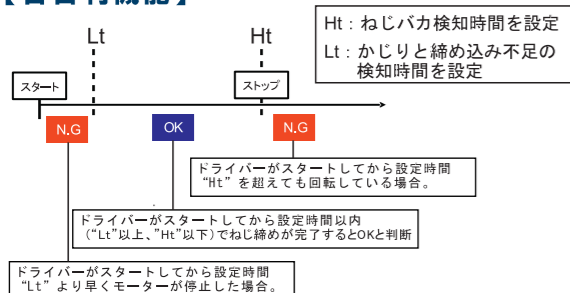 Lt
Ht
Ht：ねじバカ検知時間を設定
Lt：かじりと締め込み不足の
検知時間を設定
スタート
ストップ
N.G
OK
N.G
ドライバーがスタートしてから設定時間
“Ht”を超えても回転している場合。
ドライバーがスタートしてから設定時間以内
（“Lt”以上、”Ht”以下）でねじ締めが完了するとOKと判断
ドライバーがスタートしてから設定時間
“Lt”より早くモーターが停止した場合。